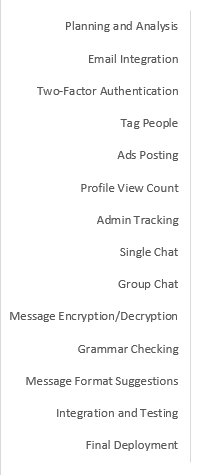 Planning and Analysis
Email Integration
Two-Factor Authentication
Tag People
Ads Posting
Profile View Count
Admin Tracking
Single Chat
Group Chat
Message Encryption/Decryption
Grammar Checking
Message Format Suggestions
Integration and Testing
Final Deployment